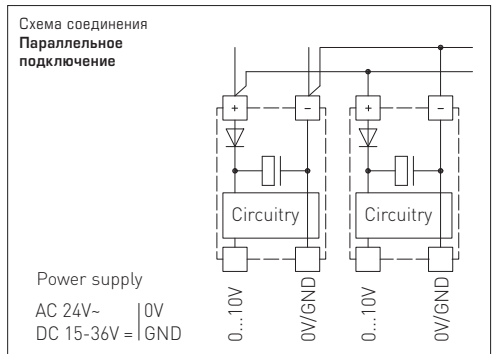 Схема соединения
Параллельное
подключение
+ − + −
Circuitry Circuitry
Power supply
AC 24V~ | 0V
DC 15-36V = | GND
0...10V
0V/GND
0...10V
0V/GND